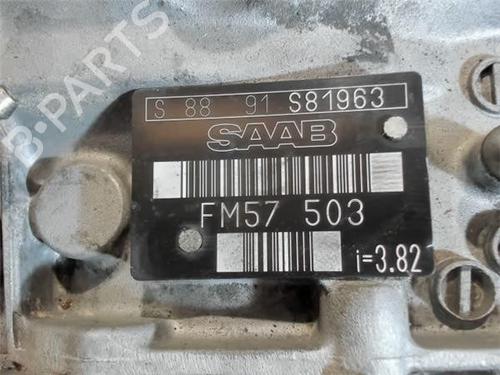 B-PARTS
S 88 91 S81963
SAAB
FM57 503
i=3.82